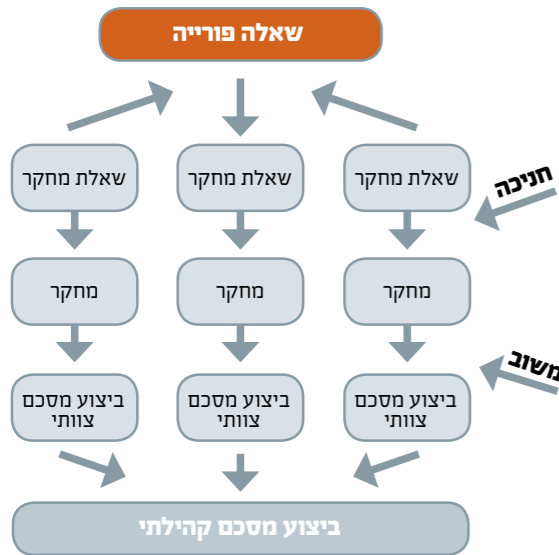 שאלה פורייה
שאלת מחקר
שאלת מחקר
שאלת מחקר
חניכה
מחקר
מחקר
מחקר
משוב
ביצוע מסכם
צוותי
ביצוע מסכם
צוותי
ביצוע מסכם
צוותי
ביצוע מסכם קהילתי